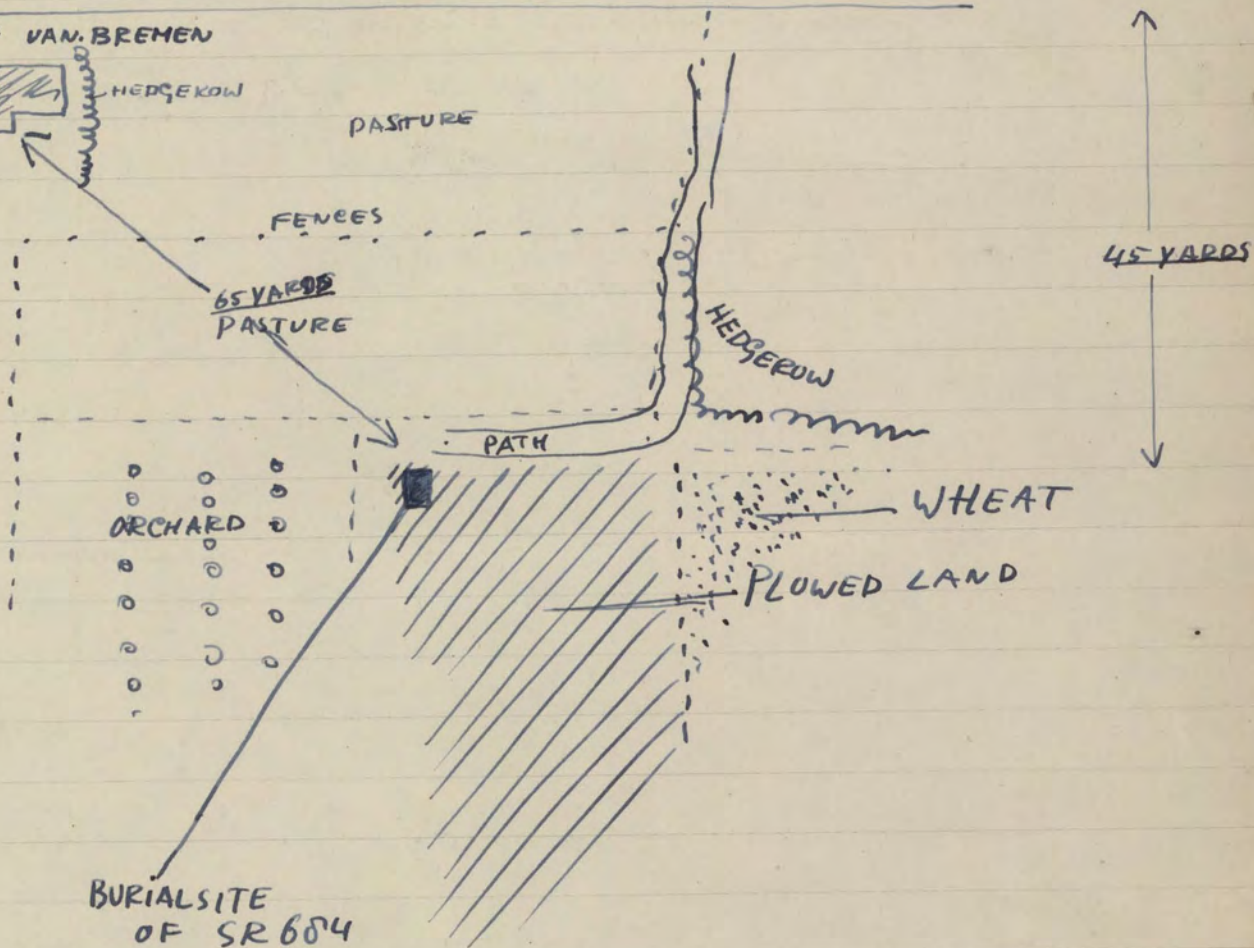 VAN. BREMEN
HEDGEROW
PASTURE
FENCES
45 YARDS
65 YARDS
PASTURE
HEDGEROW
PATH
ORCHARD
WHEAT
PLOWED LAND
BURIALSITE
OF SR 684